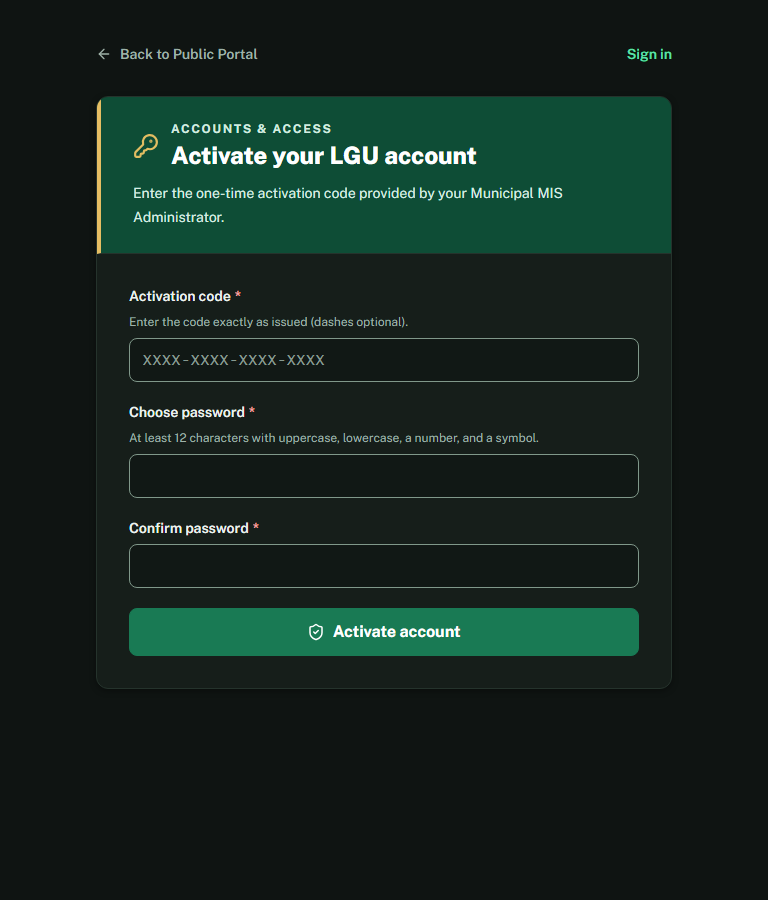 Back to Public Portal
Sign in
ACCOUNTS & ACCESS
Activate your LGU account
Enter the one-time activation code provided by your Municipal MIS
Administrator.
Activation code *
Enter the code exactly as issued (dashes optional).
XXXX-XXXX-XXXX-XXXX
Choose password *
At least 12 characters with uppercase, lowercase, a number, and a symbol.
Confirm password *
Activate account